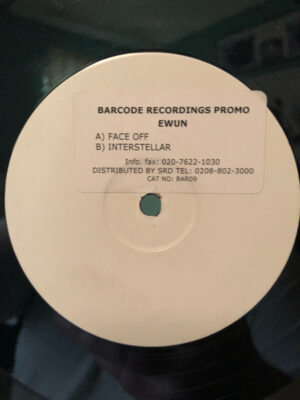 BARCODE RECORDINGS PROMO
EWUN
A) FACE OFF
B) INTERSTELLAR
Info. fax: 020-7622-1030
DISTRIBUTED BY SRD TEL: 0208-802-3000
CAT NO: BAR09